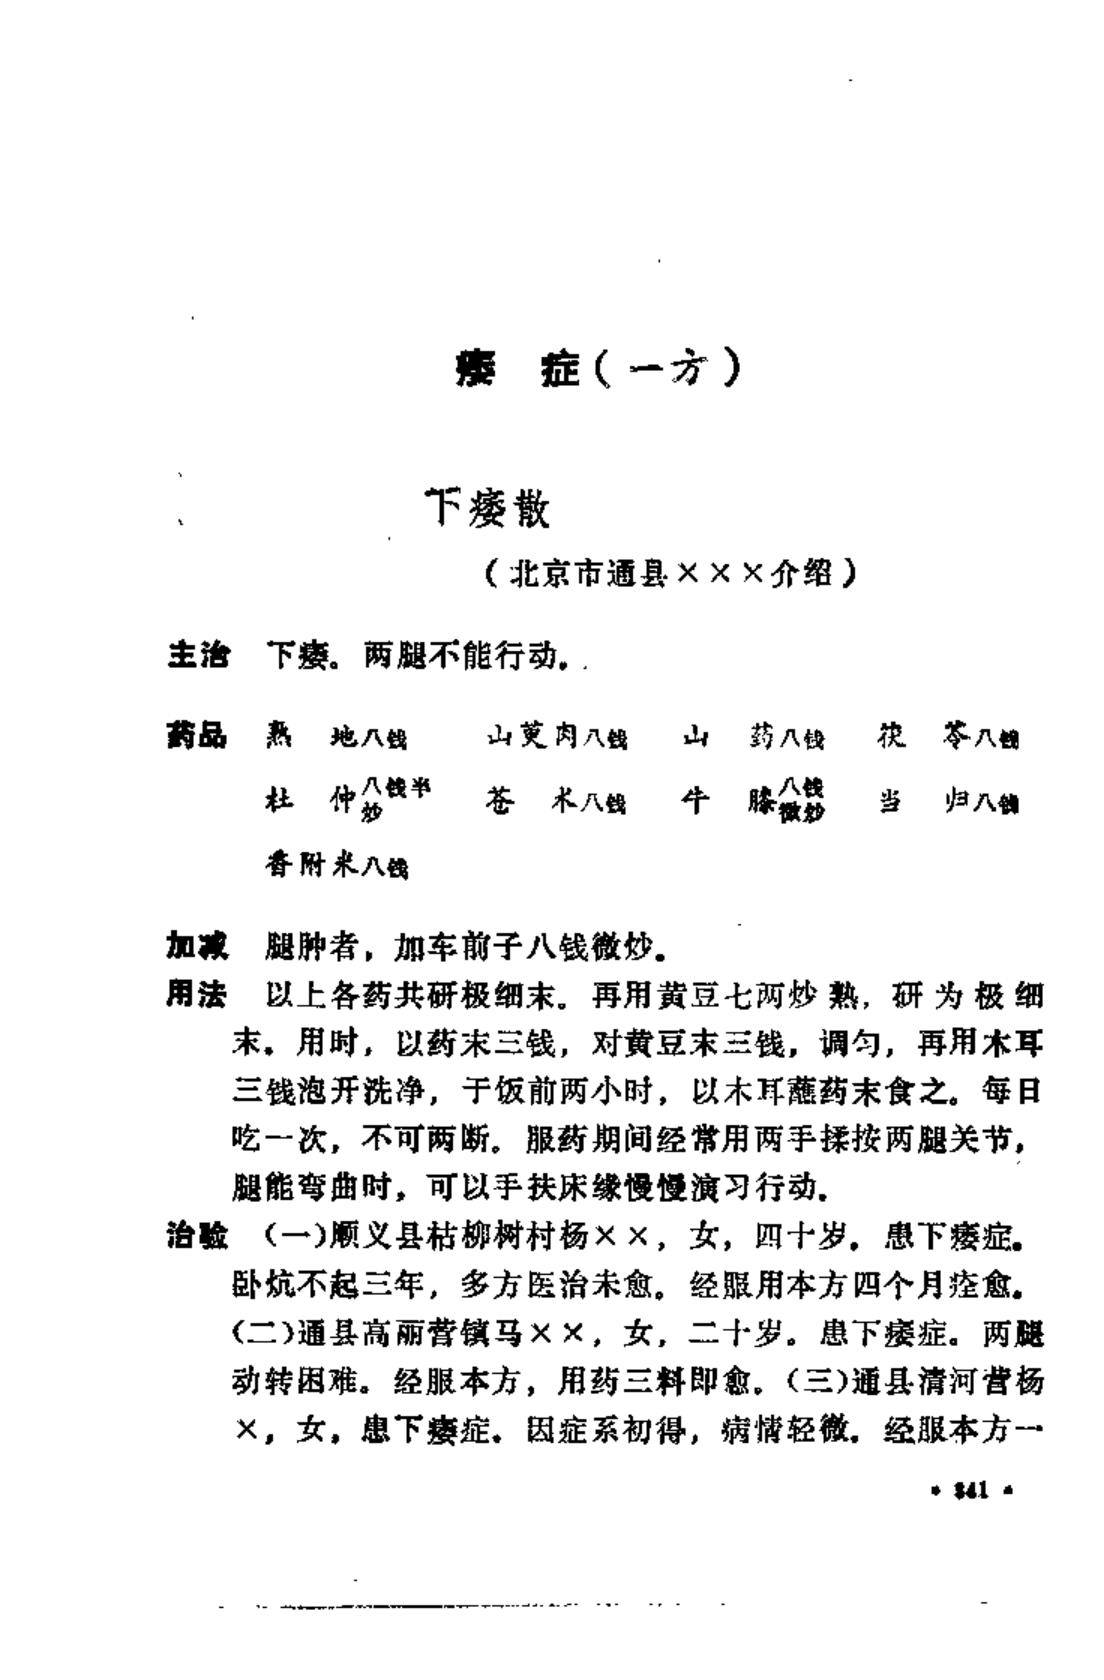 痿 症（一方）
下痿散
（北京市通县×××介绍）
主治 下痿。两腿不能行动。
药品 熟 地八钱 山萸肉八钱 山 药八钱 茯 苓八钱
杜 仲八钱半炒 苍 术八钱 牛 膝八钱微炒 当 归八钱
香附米八钱
加减 腿肿者，加车前子八钱微炒。
用法 以上各药共研极细末。再用黄豆七两炒熟，研为极细
末。用时，以药末三钱，对黄豆末三钱，调匀，再用木耳
三钱泡开洗净，于饭前两小时，以木耳蘸药末食之。每日
吃一次，不可两断。服药期间经常用两手揉按两腿关节，
腿能弯曲时，可以手扶床缘慢慢演习行动。
治验 （一）顺义县枯柳树村杨××，女，四十岁。患下痿症。
卧炕不起三年，多方医治未愈。经服用本方四个月痊愈。
（二）通县高丽营镇马××，女，二十岁。患下痿症。两腿
动转困难。经服本方，用药三料即愈。（三）通县清河营杨
×，女，患下痿症。因症系初得，病情轻微。经服本方一
• 341 •